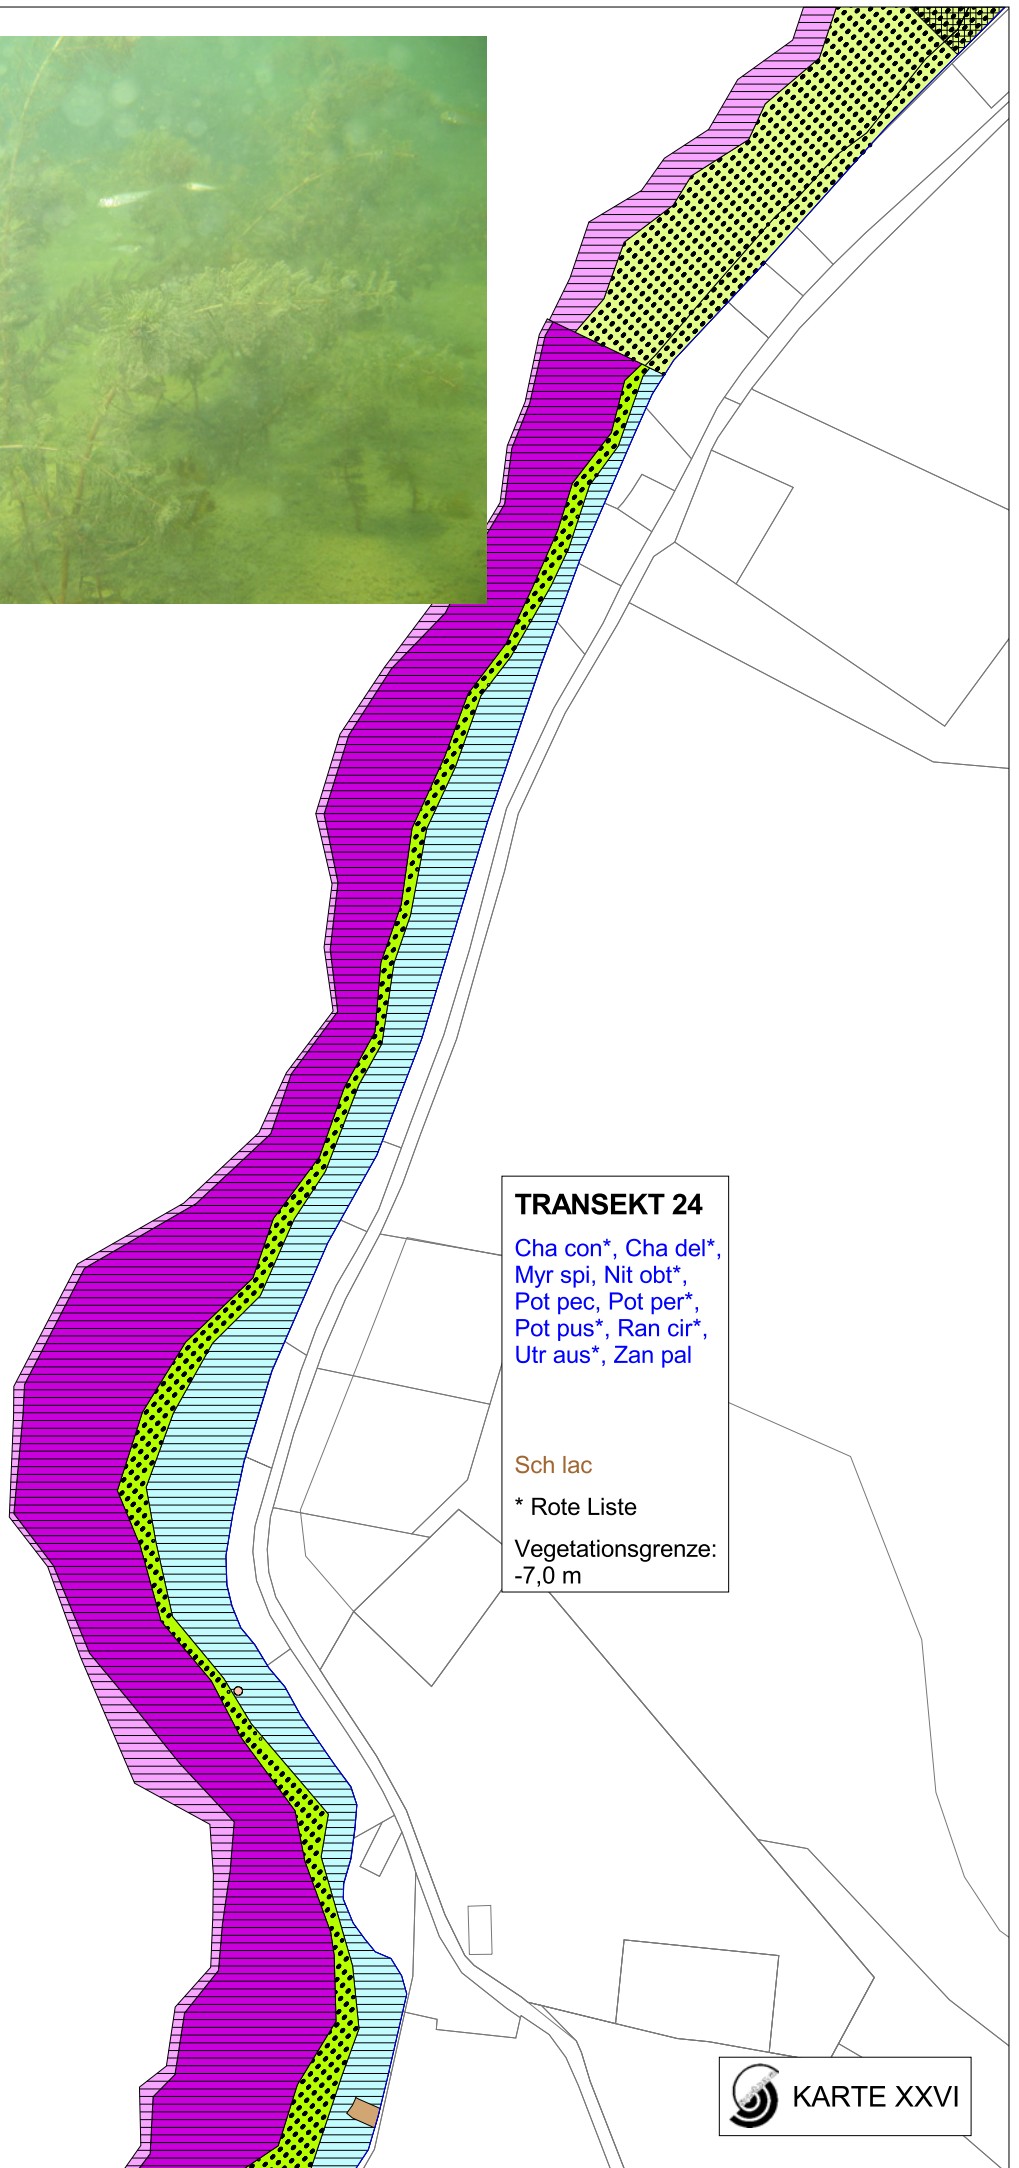 TRANSEKT 24
Cha con*, Cha del*,
Myr spi, Nit obt*,
Pot pec, Pot per*,
Pot pus*, Ran cir*,
Utr aus*, Zan pal
Sch lac
* Rote Liste
Vegetationsgrenze:
-7,0 m
KARTE XXVI